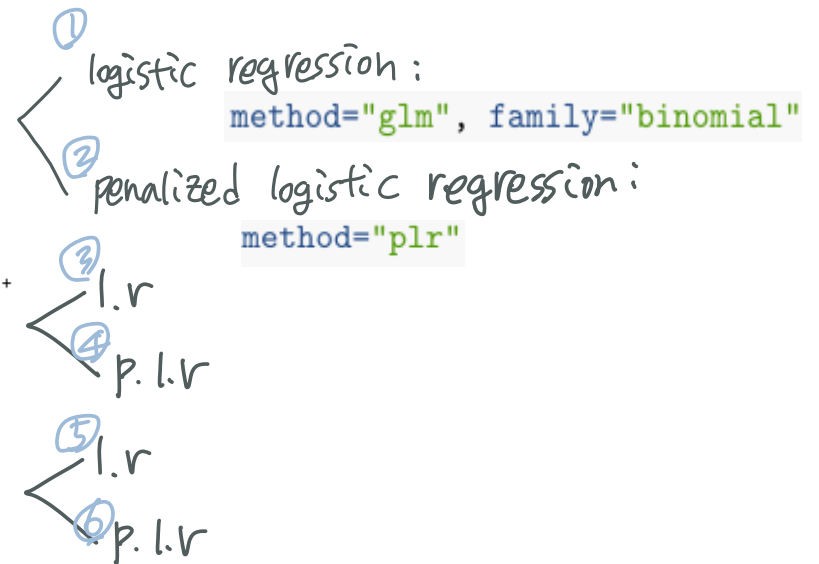 ①
logistic regression:
method="glm", family="binomial"
②
penalized logistic regression:
method="plr"
③
l.r
④
p.l.r
⑤
l.r
⑥
p.l.r